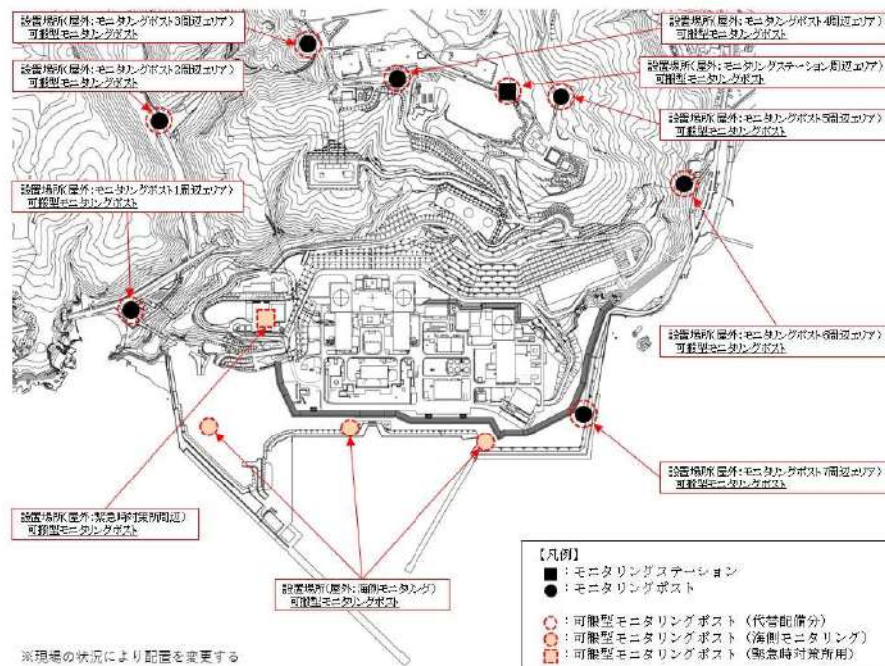 設置場所(屋外:モニタリングポスト3周辺エリア)
可搬型モニタリングポスト
設置場所(屋外:モニタリングポスト2周辺エリア)
可搬型モニタリングポスト
設置場所(屋外:モニタリングポスト1周辺エリア)
可搬型モニタリングポスト
設置場所(屋外:モニタリングポスト4周辺エリア)
可搬型モニタリングポスト
設置場所(屋外:モニタリングステーション周辺エリア)
可搬型モニタリングポスト
設置場所(屋外:モニタリングポスト5周辺エリア)
可搬型モニタリングポスト
設置場所(屋外:モニタリングポスト6周辺エリア)
可搬型モニタリングポスト
設置場所(屋外:モニタリングポスト7周辺エリア)
可搬型モニタリングポスト
設置場所(屋外:緊急時対策所周辺)
可搬型モニタリングポスト
設置場所(屋外:海側モニタリング)
可搬型モニタリングポスト
【凡例】
■:モニタリングステーション
●:モニタリングポスト
:可搬型モニタリングポスト(代替配備分)
:可搬型モニタリングポスト(海側モニタリング)
:可搬型モニタリングポスト(緊急時対策所用)
※現場の状況により配置を変更する